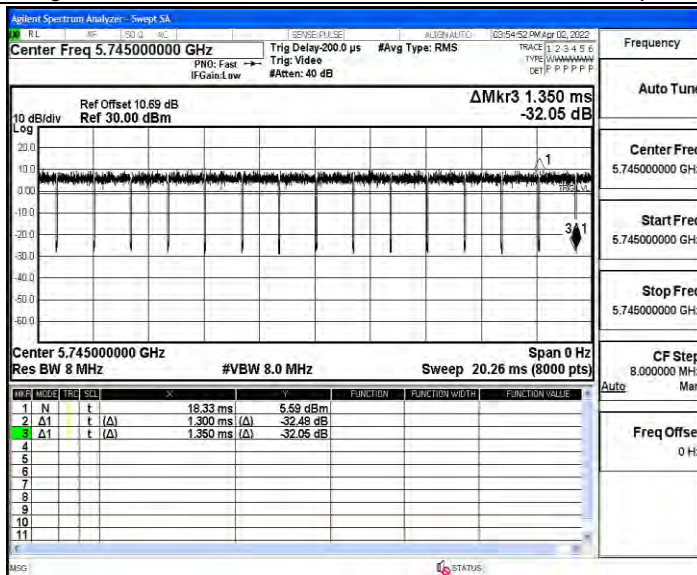 Agilent Spectrum Analyzer - Swept SA
RL RF 50 Ω AC SENSE:PULSE ALIGN AUTO 03:54:52 PM Apr 02, 2022
Center Freq 5.745000000 GHz
PNO: Fast
IFGain:Low
Trig Delay-200.0 µs
Trig: Video
#Atten: 40 dB
#Avg Type: RMS
TRACE 1 2 3 4 5 6
TYPE WWWWWW
DET P P P P P P
Ref Offset 10.69 dB
Ref 30.00 dBm
10 dB/div
Log
ΔMkr3 1.350 ms
-32.05 dB
20.0
10.0
0.00
-10.0
-20.0
-30.0
-40.0
-50.0
-60.0
1
TRIG LVL
3Δ1
Center 5.745000000 GHz
Span 0 Hz
Res BW 8 MHz
#VBW 8.0 MHz
Sweep 20.26 ms (8000 pts)
MKR MODE TRC SCL X Y FUNCTION FUNCTION WIDTH FUNCTION VALUE
1 N t 18.33 ms 5.59 dBm
2 Δ1 t (Δ) 1.300 ms (Δ) -32.48 dB
3 Δ1 t (Δ) 1.350 ms (Δ) -32.05 dB
4
5
6
7
8
9
10
11
MSG
STATUS
Frequency
Auto Tune
Center Freq
5.745000000 GHz
Start Freq
5.745000000 GHz
Stop Freq
5.745000000 GHz
CF Step
8.000000 MHz
Auto Man
Freq Offset
0 Hz